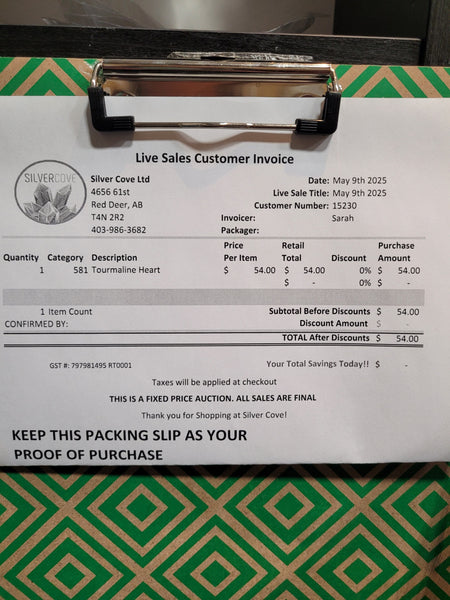 Live Sales Customer Invoice
SILVERCOVE
Silver Cove Ltd
4656 61st
Red Deer, AB
T4N 2R2
403-986-3682
Date: May 9th 2025
Live Sale Title: May 9th 2025
Customer Number: 15230
Invoicer: Sarah
Packager:
Quantity Category Description Price Per Item Retail Total Discount Purchase Amount
1 581 Tourmaline Heart $ 54.00 $ 54.00 0% $ 54.00
$ - 0% $ -
1 Item Count Subtotal Before Discounts $ 54.00
CONFIRMED BY: Discount Amount $ -
TOTAL After Discounts $ 54.00
GST #: 797981495 RT0001 Your Total Savings Today!! $ -
Taxes will be applied at checkout
THIS IS A FIXED PRICE AUCTION. ALL SALES ARE FINAL
Thank you for Shopping at Silver Cove!
KEEP THIS PACKING SLIP AS YOUR
PROOF OF PURCHASE